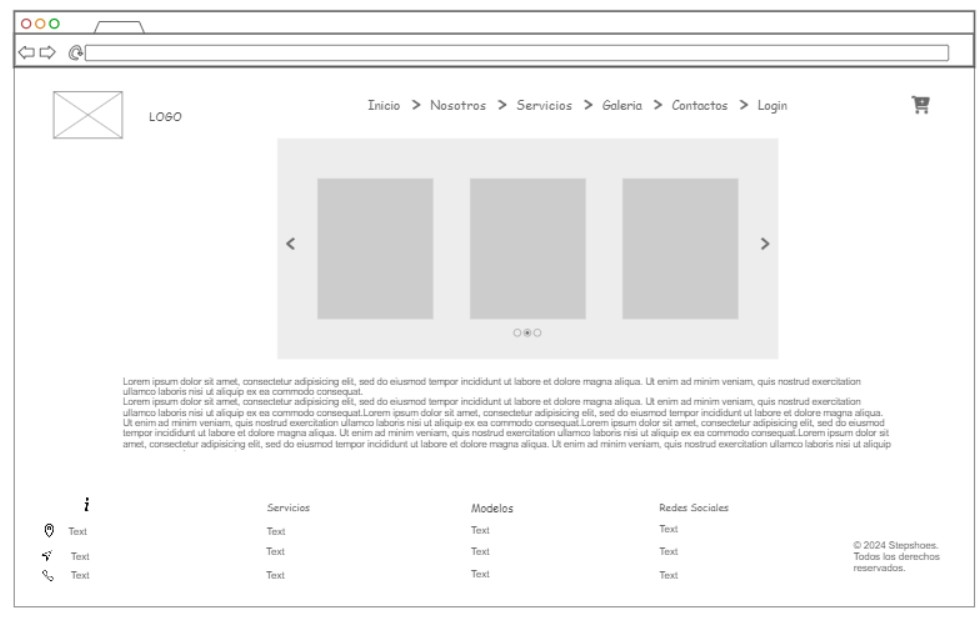 LOGO
Inicio > Nosotros > Servicios > Galeria > Contactos > Login
Lorem ipsum dolor sit amet, consectetur adipisicing elit, sed do eiusmod tempor incididunt ut labore et dolore magna aliqua. Ut enim ad minim veniam, quis nostrud exercitation
ullamco laboris nisi ut aliquip ex ea commodo consequat.
Lorem ipsum dolor sit amet, consectetur adipisicing elit, sed do eiusmod tempor incididunt ut labore et dolore magna aliqua. Ut enim ad minim veniam, quis nostrud exercitation
ullamco laboris nisi ut aliquip ex ea commodo consequat.Lorem ipsum dolor sit amet, consectetur adipisicing elit, sed do eiusmod tempor incididunt ut labore et dolore magna aliqua.
Ut enim ad minim veniam, quis nostrud exercitation ullamco laboris nisi ut aliquip ex ea commodo consequat.Lorem ipsum dolor sit amet, consectetur adipisicing elit, sed do eiusmod
tempor incididunt ut labore et dolore magna aliqua. Ut enim ad minim veniam, quis nostrud exercitation ullamco laboris nisi ut aliquip ex ea commodo consequat.Lorem ipsum dolor sit
amet, consectetur adipisicing elit, sed do eiusmod tempor incididunt ut labore et dolore magna aliqua. Ut enim ad minim veniam, quis nostrud exercitation ullamco laboris nisi ut aliquip
i
Text
Text
Text
Servicios
Text
Text
Text
Modelos
Text
Text
Text
Redes Sociales
Text
Text
Text
© 2024 Stepshoes.
Todos los derechos
reservados.